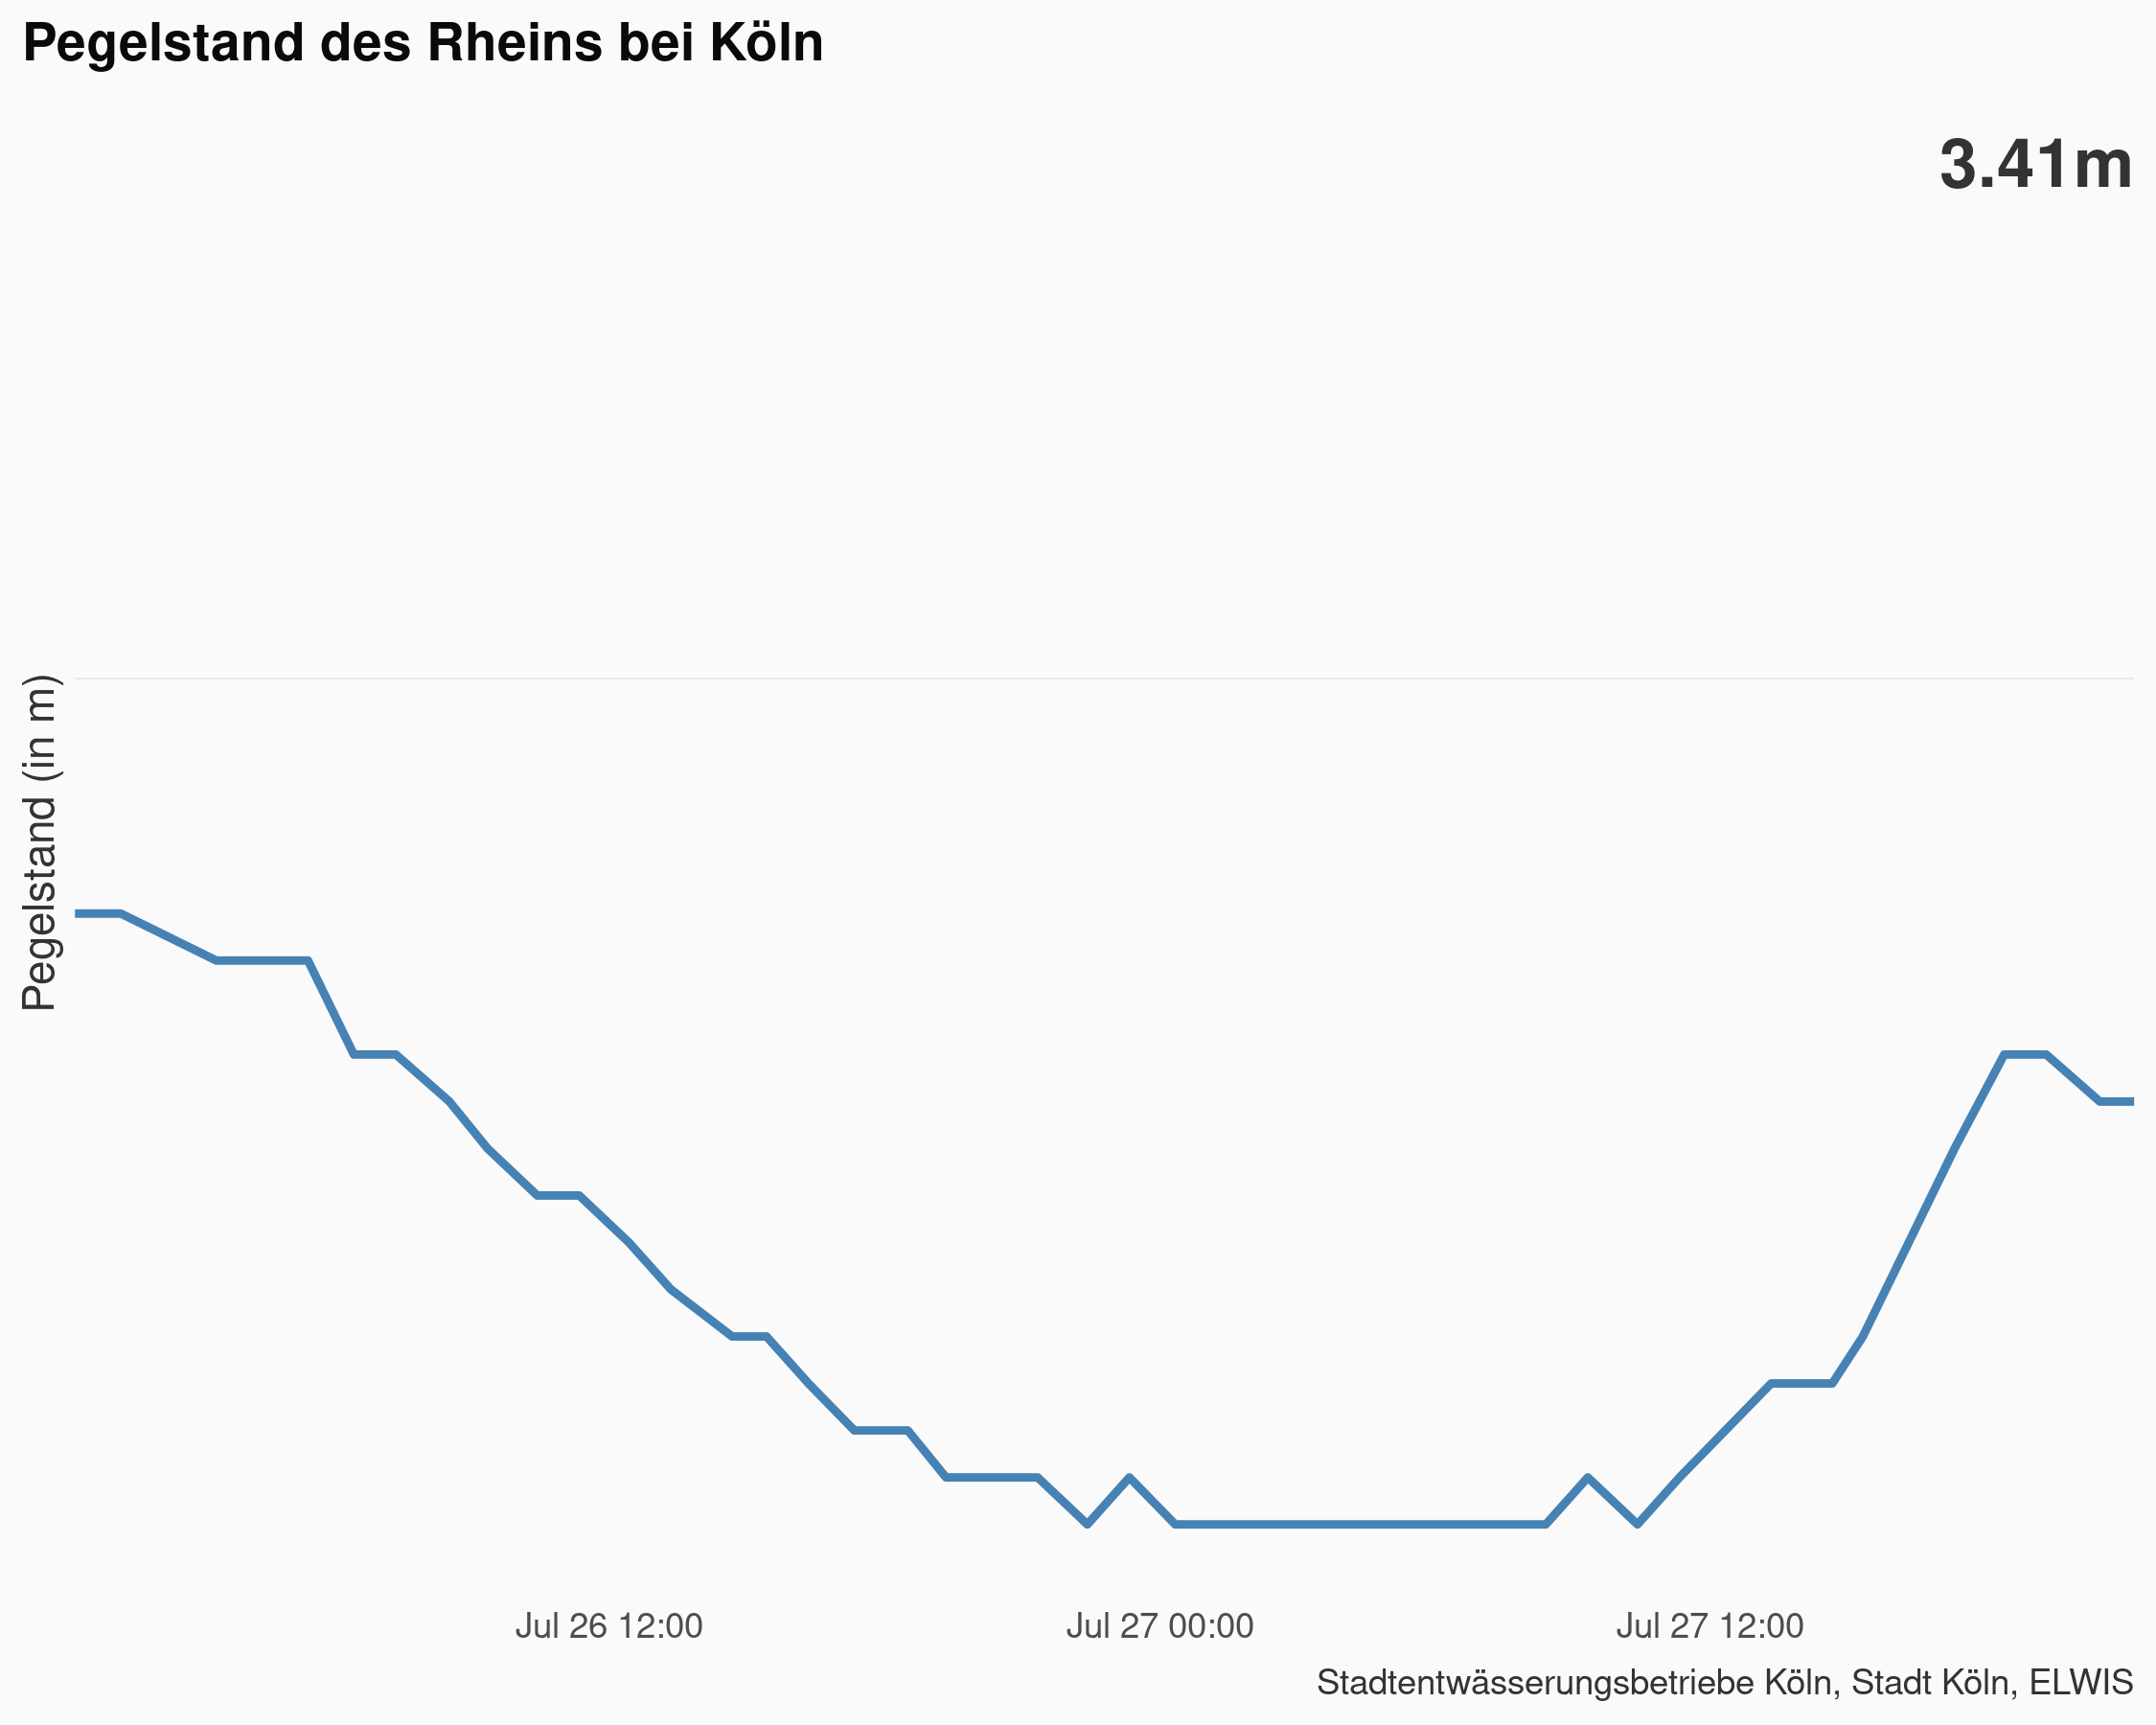 Pegelstand des Rheins bei Köln
3.41m
Pegelstand (in m)
Jul 26 12:00
Jul 27 00:00
Jul 27 12:00
Stadtentwässerungsbetriebe Köln, Stadt Köln, ELWIS